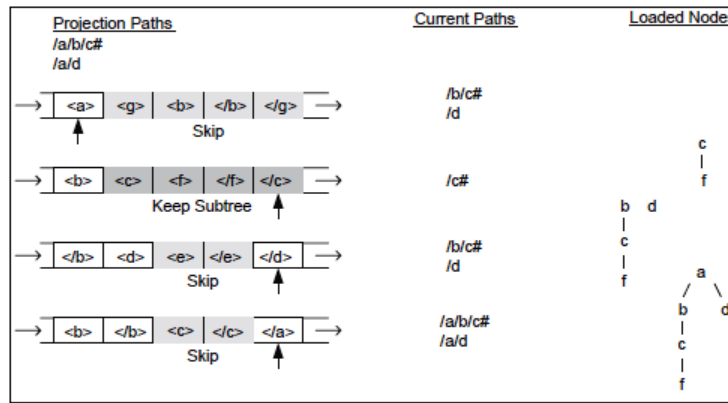 Projection Paths Current Paths Loaded Node
/a/b/c#
/a/d
<a> <g> <b> </b> </g> /b/c#
Skip /d
c
f
<b> <c> <f> </f> </c> /c#
Keep Subtree
b d
c
f
</b> <d> <e> </e> </d> /b/c#
Skip /d
a
b d
c
f
<b> </b> <c> </c> </a> /a/b/c#
Skip /a/d